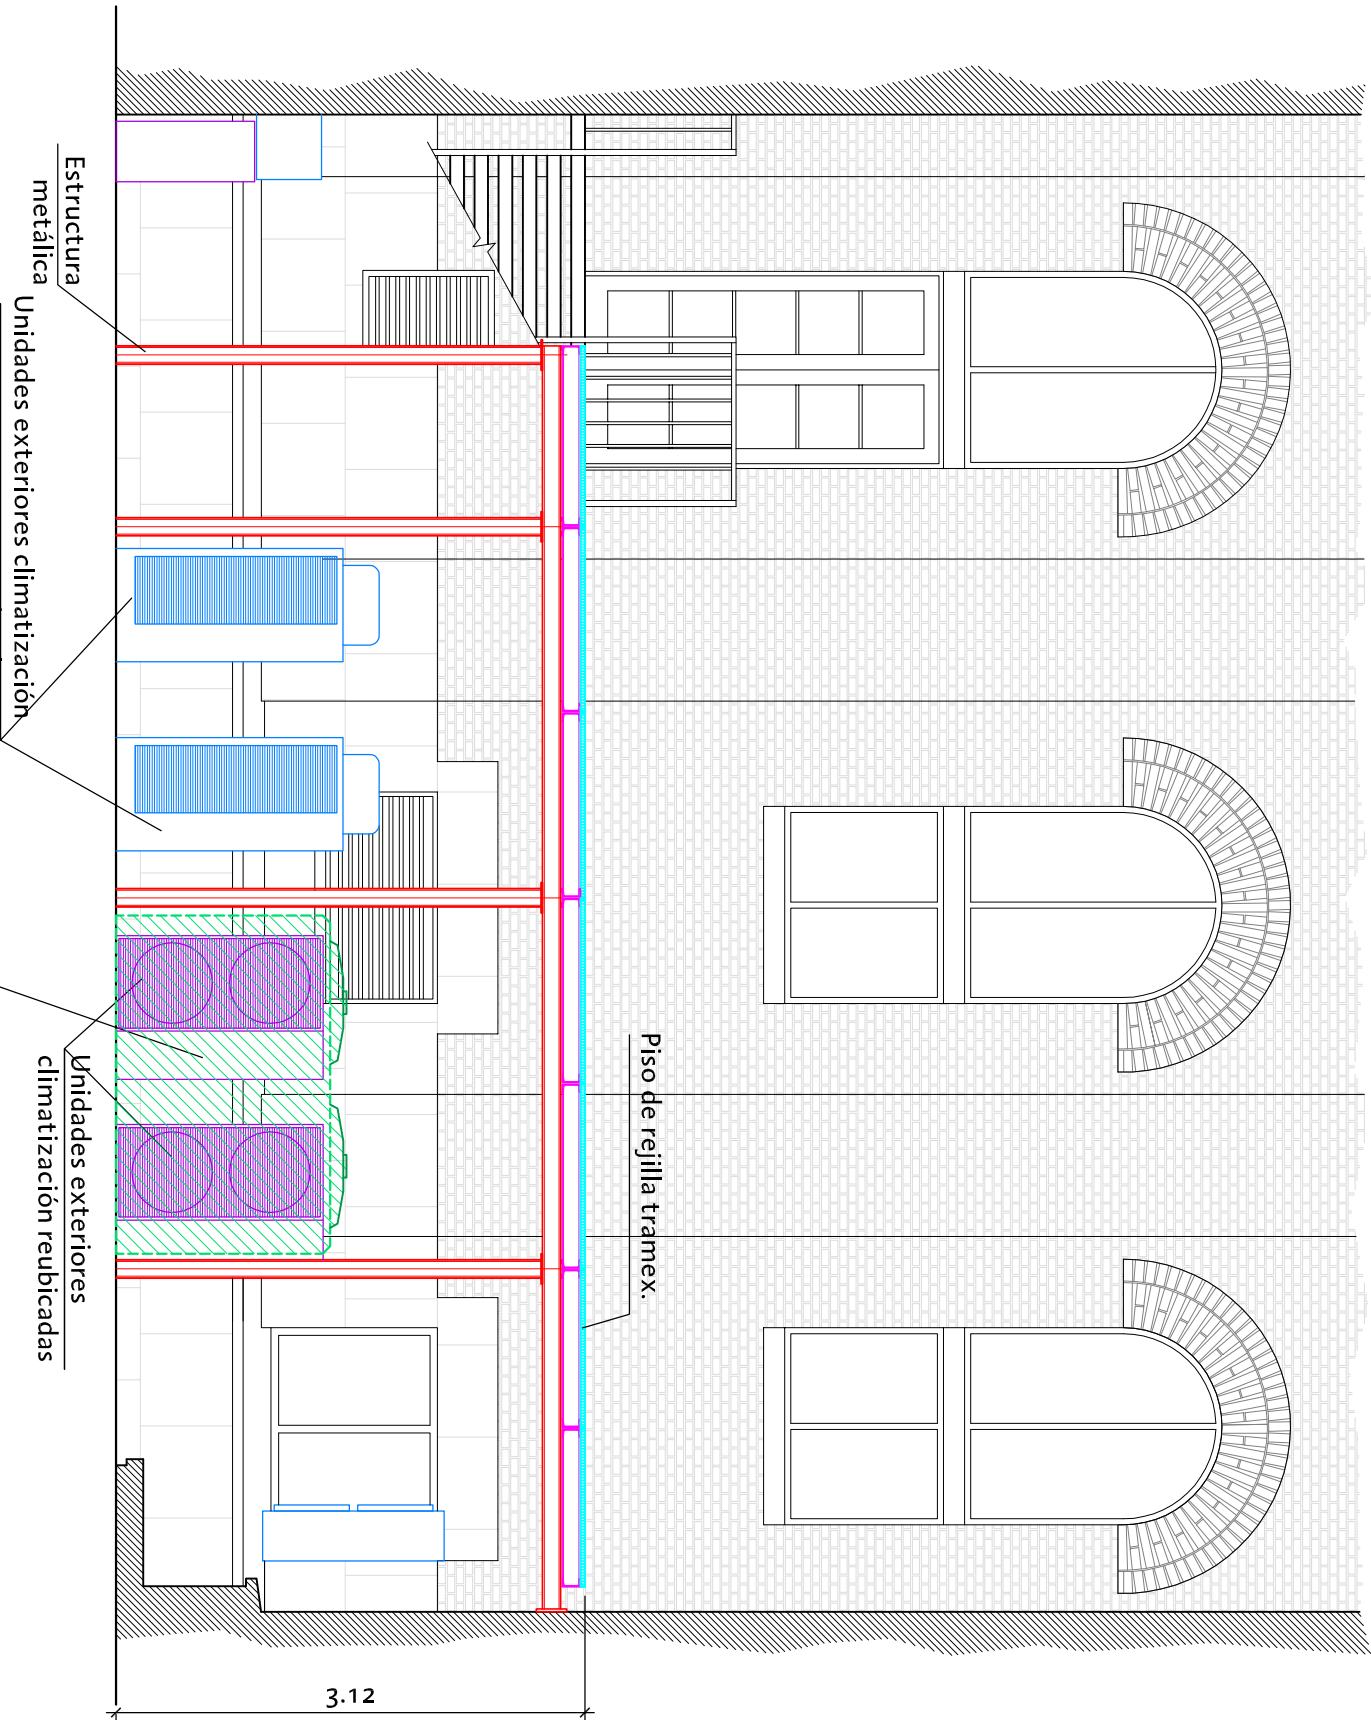 Piso de rejilla tramex.
Estructura
metálica
Unidades exteriores climatización
Unidades exteriores
climatización reubicadas
3.12